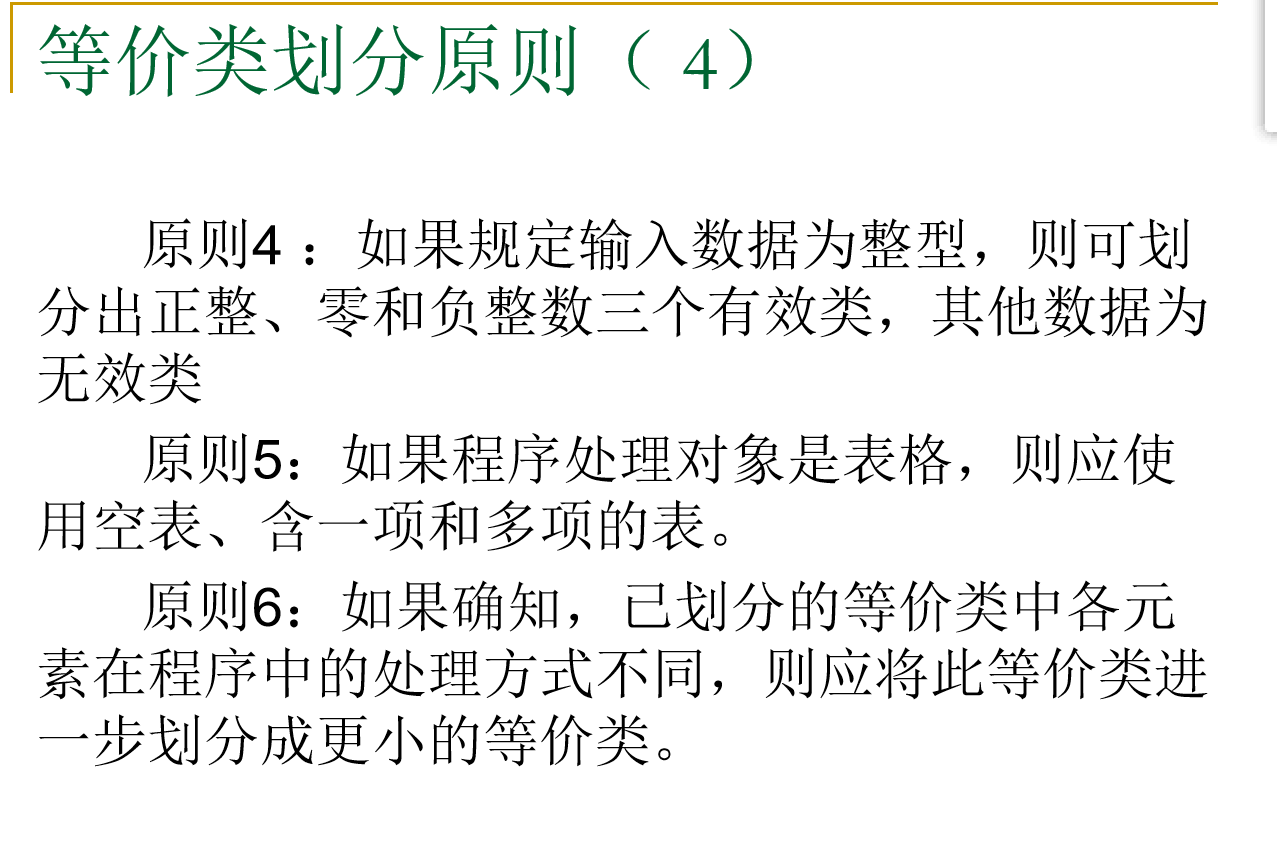 等价类划分原则（4）
原则4：如果规定输入数据为整型，则可划
分出正整、零和负整数三个有效类，其他数据为
无效类
原则5：如果程序处理对象是表格，则应使
用空表、含一项和多项的表。
原则6：如果确知，已划分的等价类中各元
素在程序中的处理方式不同，则应将此等价类进
一步划分成更小的等价类。